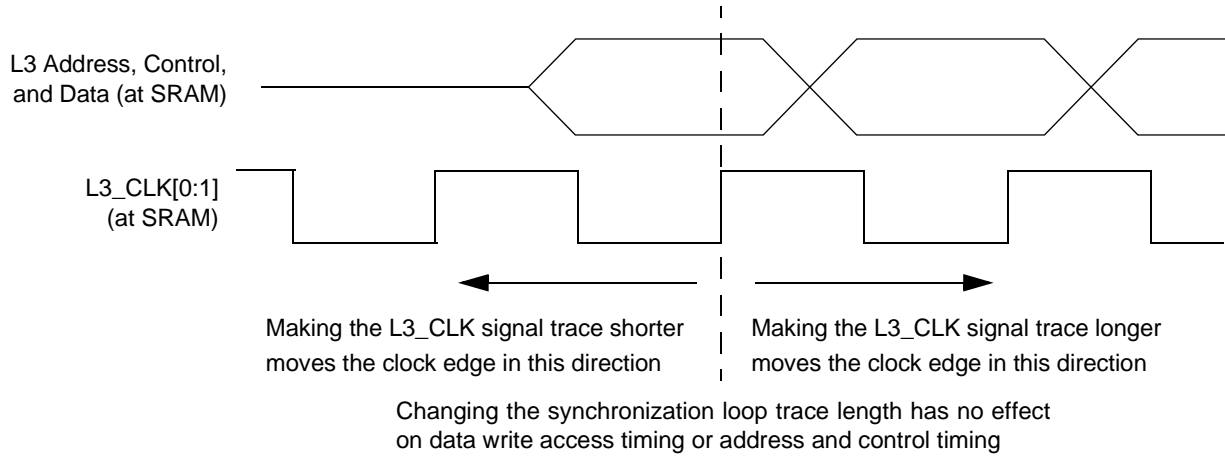 L3 Address, Control,
and Data (at SRAM)
L3_CLK[0:1]
(at SRAM)
Making the L3_CLK signal trace shorter
moves the clock edge in this direction
Making the L3_CLK signal trace longer
moves the clock edge in this direction
Changing the synchronization loop trace length has no effect
on data write access timing or address and control timing